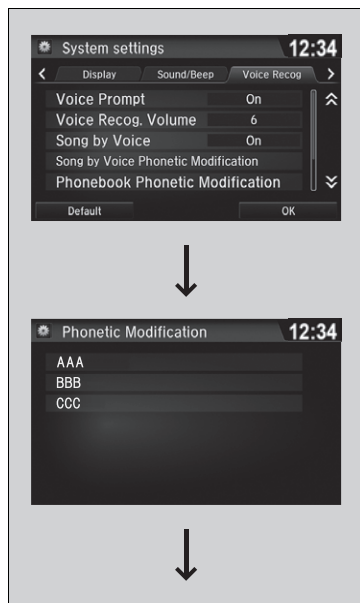 System settings 12:34
Display Sound/Beep Voice Recog
Voice Prompt On
Voice Recog. Volume 6
Song by Voice On
Song by Voice Phonetic Modification
Phonebook Phonetic Modification
Default OK
Phonetic Modification 12:34
AAA
BBB
CCC